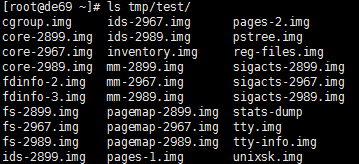 [root@de69 ~]# ls tmp/test/
cgroup.img ids-2967.img pages-2.img
core-2899.img ids-2989.img pstree.img
core-2967.img inventory.img reg-files.img
core-2989.img mm-2899.img sigacts-2899.img
fdinfo-2.img mm-2967.img sigacts-2967.img
fdinfo-3.img mm-2989.img sigacts-2989.img
fs-2899.img pagemap-2899.img stats-dump
fs-2967.img pagemap-2967.img tty.img
fs-2989.img pagemap-2989.img tty-info.img
ids-2899.img pages-1.img unixsk.img